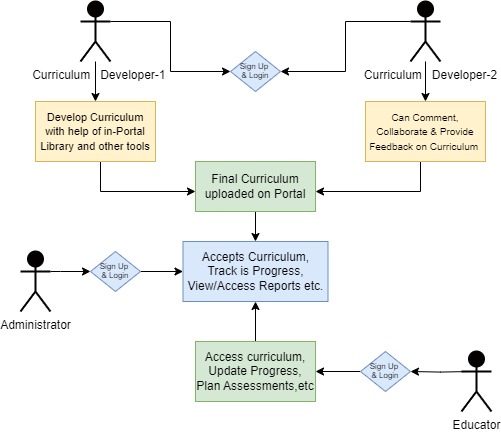 Sign Up
& Login
Curriculum Developer-1
Curriculum Developer-2
Develop Curriculum
with help of in-Portal
Library and other tools
Can Comment,
Collaborate & Provide
Feedback on Curriculum
Final Curriculum
uploaded on Portal
Accepts Curriculum,
Track is Progress,
View/Access Reports etc.
Sign Up
& Login
Administrator
Access curriculum,
Update Progress,
Plan Assessments,etc
Sign Up
& Login
Educator